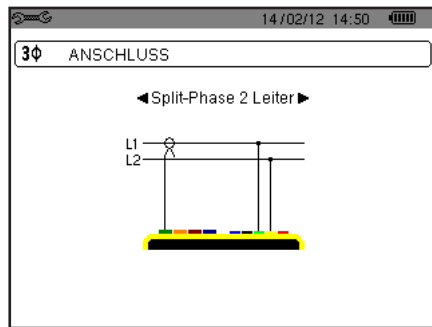 14/02/12 14:50
3Φ ANSCHLUSS
◄Split-Phase 2 Leiter►
L1
L2